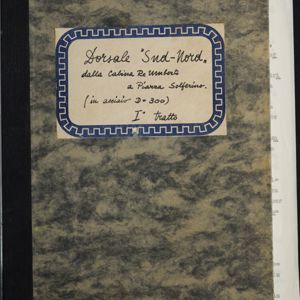 Dorsale "Sud-Nord„
dalla Cabina Re Umberto
a Piazza Solferino.
(in acciaio D=300)
I° tratto